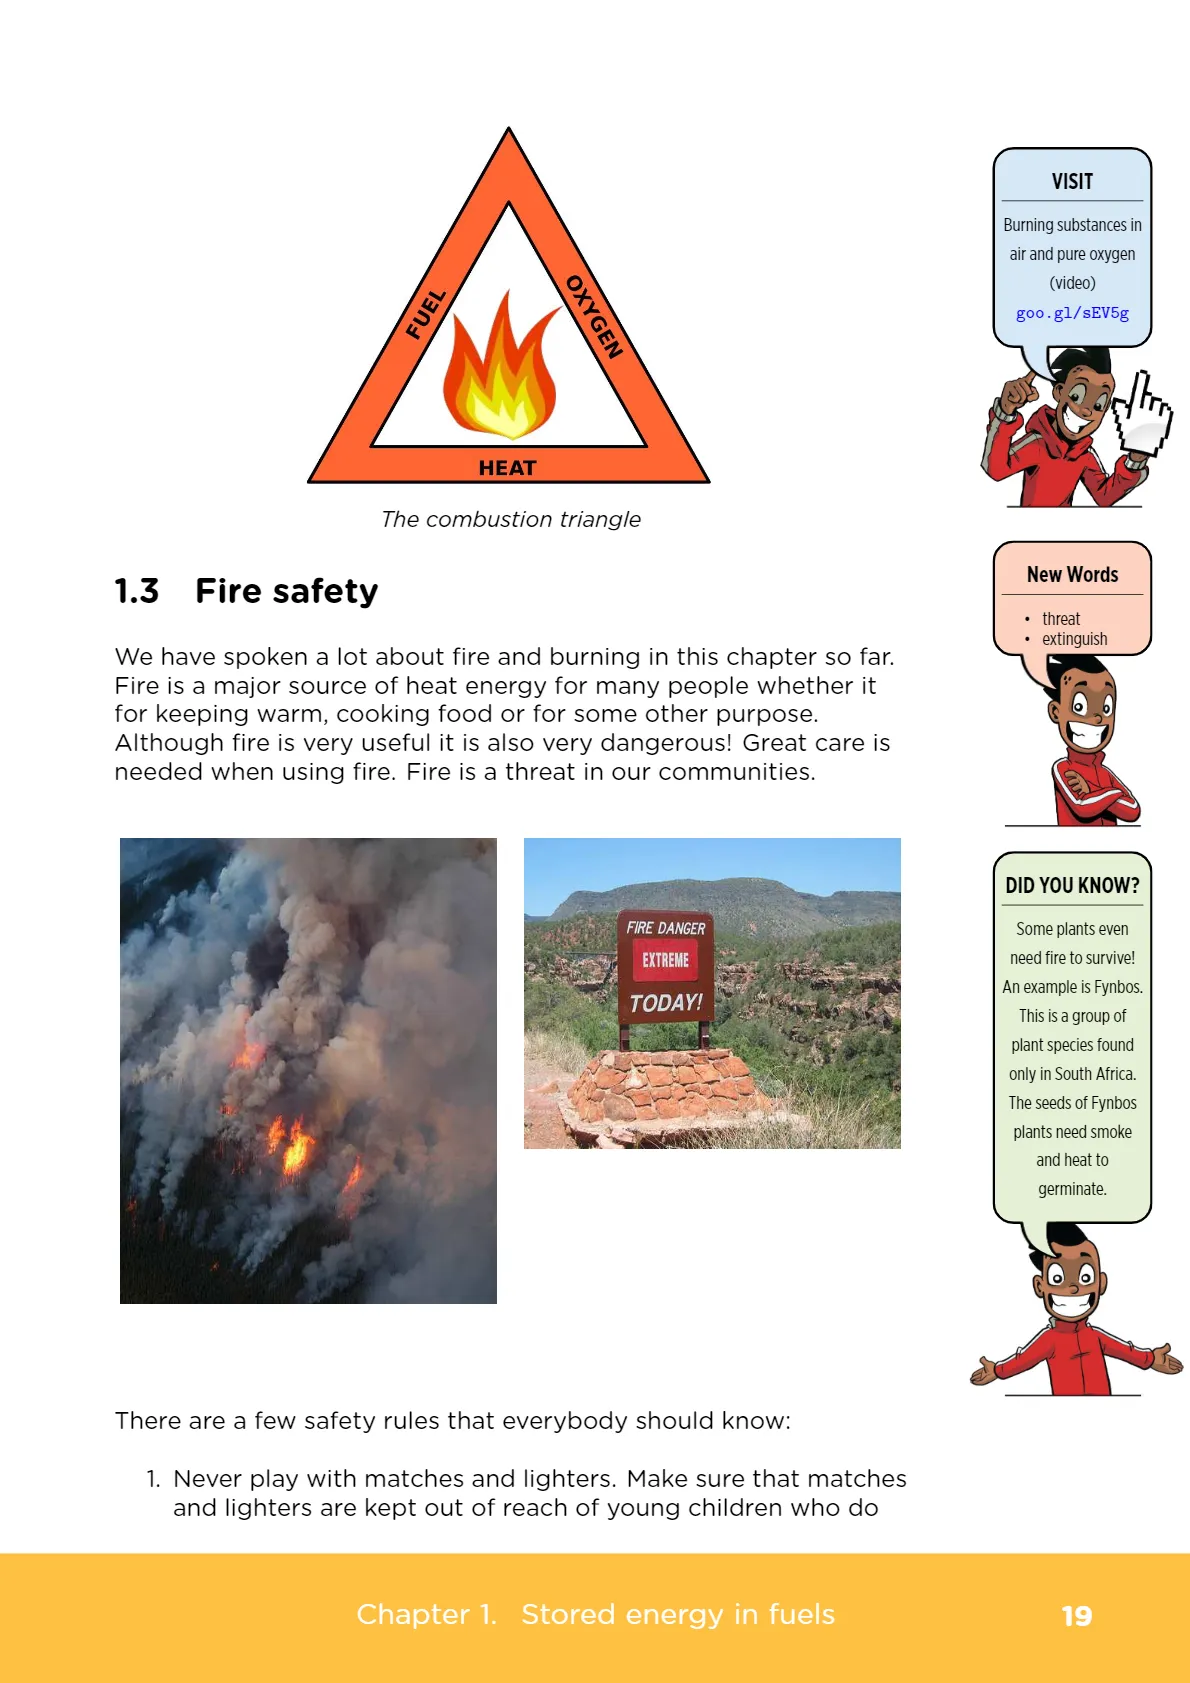 FUEL
OXYGEN
HEAT
The combustion triangle
1.3 Fire safety
We have spoken a lot about fire and burning in this chapter so far.
Fire is a major source of heat energy for many people whether it
for keeping warm, cooking food or for some other purpose.
Although fire is very useful it is also very dangerous! Great care is
needed when using fire. Fire is a threat in our communities.
FIRE DANGER
EXTREME
TODAY!
There are a few safety rules that everybody should know:
1. Never play with matches and lighters. Make sure that matches
and lighters are kept out of reach of young children who do
VISIT
Burning substances in
air and pure oxygen
(video)
goo.gl/sEV5g
New Words
• threat
• extinguish
DID YOU KNOW?
Some plants even
need fire to survive!
An example is Fynbos.
This is a group of
plant species found
only in South Africa.
The seeds of Fynbos
plants need smoke
and heat to
germinate.
Chapter 1. Stored energy in fuels
19